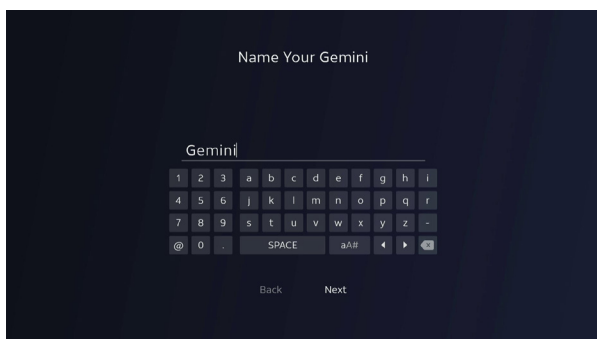 Name Your Gemini
Gemini
1 2 3 a b c d e f g h i
4 5 6 j k l m n o p q r
7 8 9 s t u v w x y z -
@ 0 . SPACE aA#
Back Next